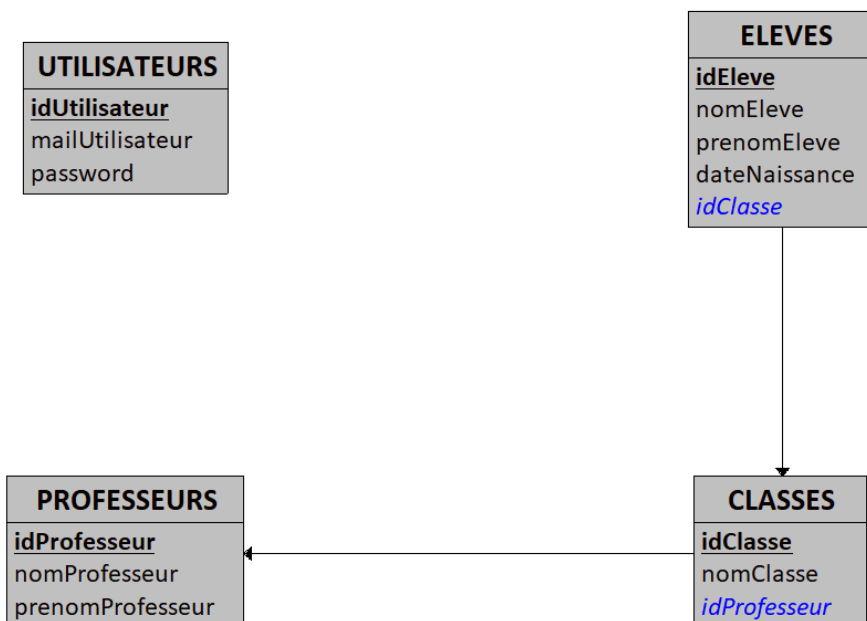 UTILISATEURS
idUtilisateur
mailUtilisateur
password
ELEVES
idEleve
nomEleve
prenomEleve
dateNaissance
idClasse
PROFESSEURS
idProfesseur
nomProfesseur
prenomProfesseur
CLASSES
idClasse
nomClasse
idProfesseur